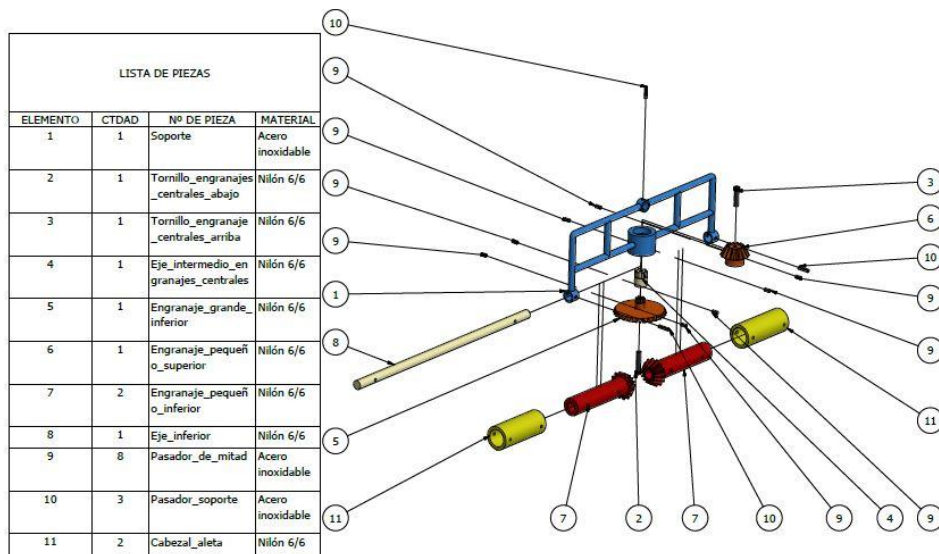 LISTA DE PIEZAS
ELEMENTO CTDAD Nº DE PIEZA MATERIAL
1 1 Soporte Acero
inoxidable
2 1 Tornillo_engranajes Nilón 6/6
_centrales_abajo
3 1 Tornillo_engranaje Nilón 6/6
_centrales_arriba
4 1 Eje_intermedio_en Nilón 6/6
granajes_centrales
5 1 Engranaje_grande_ Nilón 6/6
inferior
6 1 Engranaje_pequeñ Nilón 6/6
o_superior
7 2 Engranaje_pequeñ Nilón 6/6
o_inferior
8 1 Eje_inferior Nilón 6/6
9 8 Pasador_de_mitad Acero
inoxidable
10 3 Pasador_soporte Acero
inoxidable
11 2 Cabezal_aleta Nilón 6/6
10
9
9
9
9
1
8
5
11
3
6
10
9
9
11
7
2
7
10
9
4
9